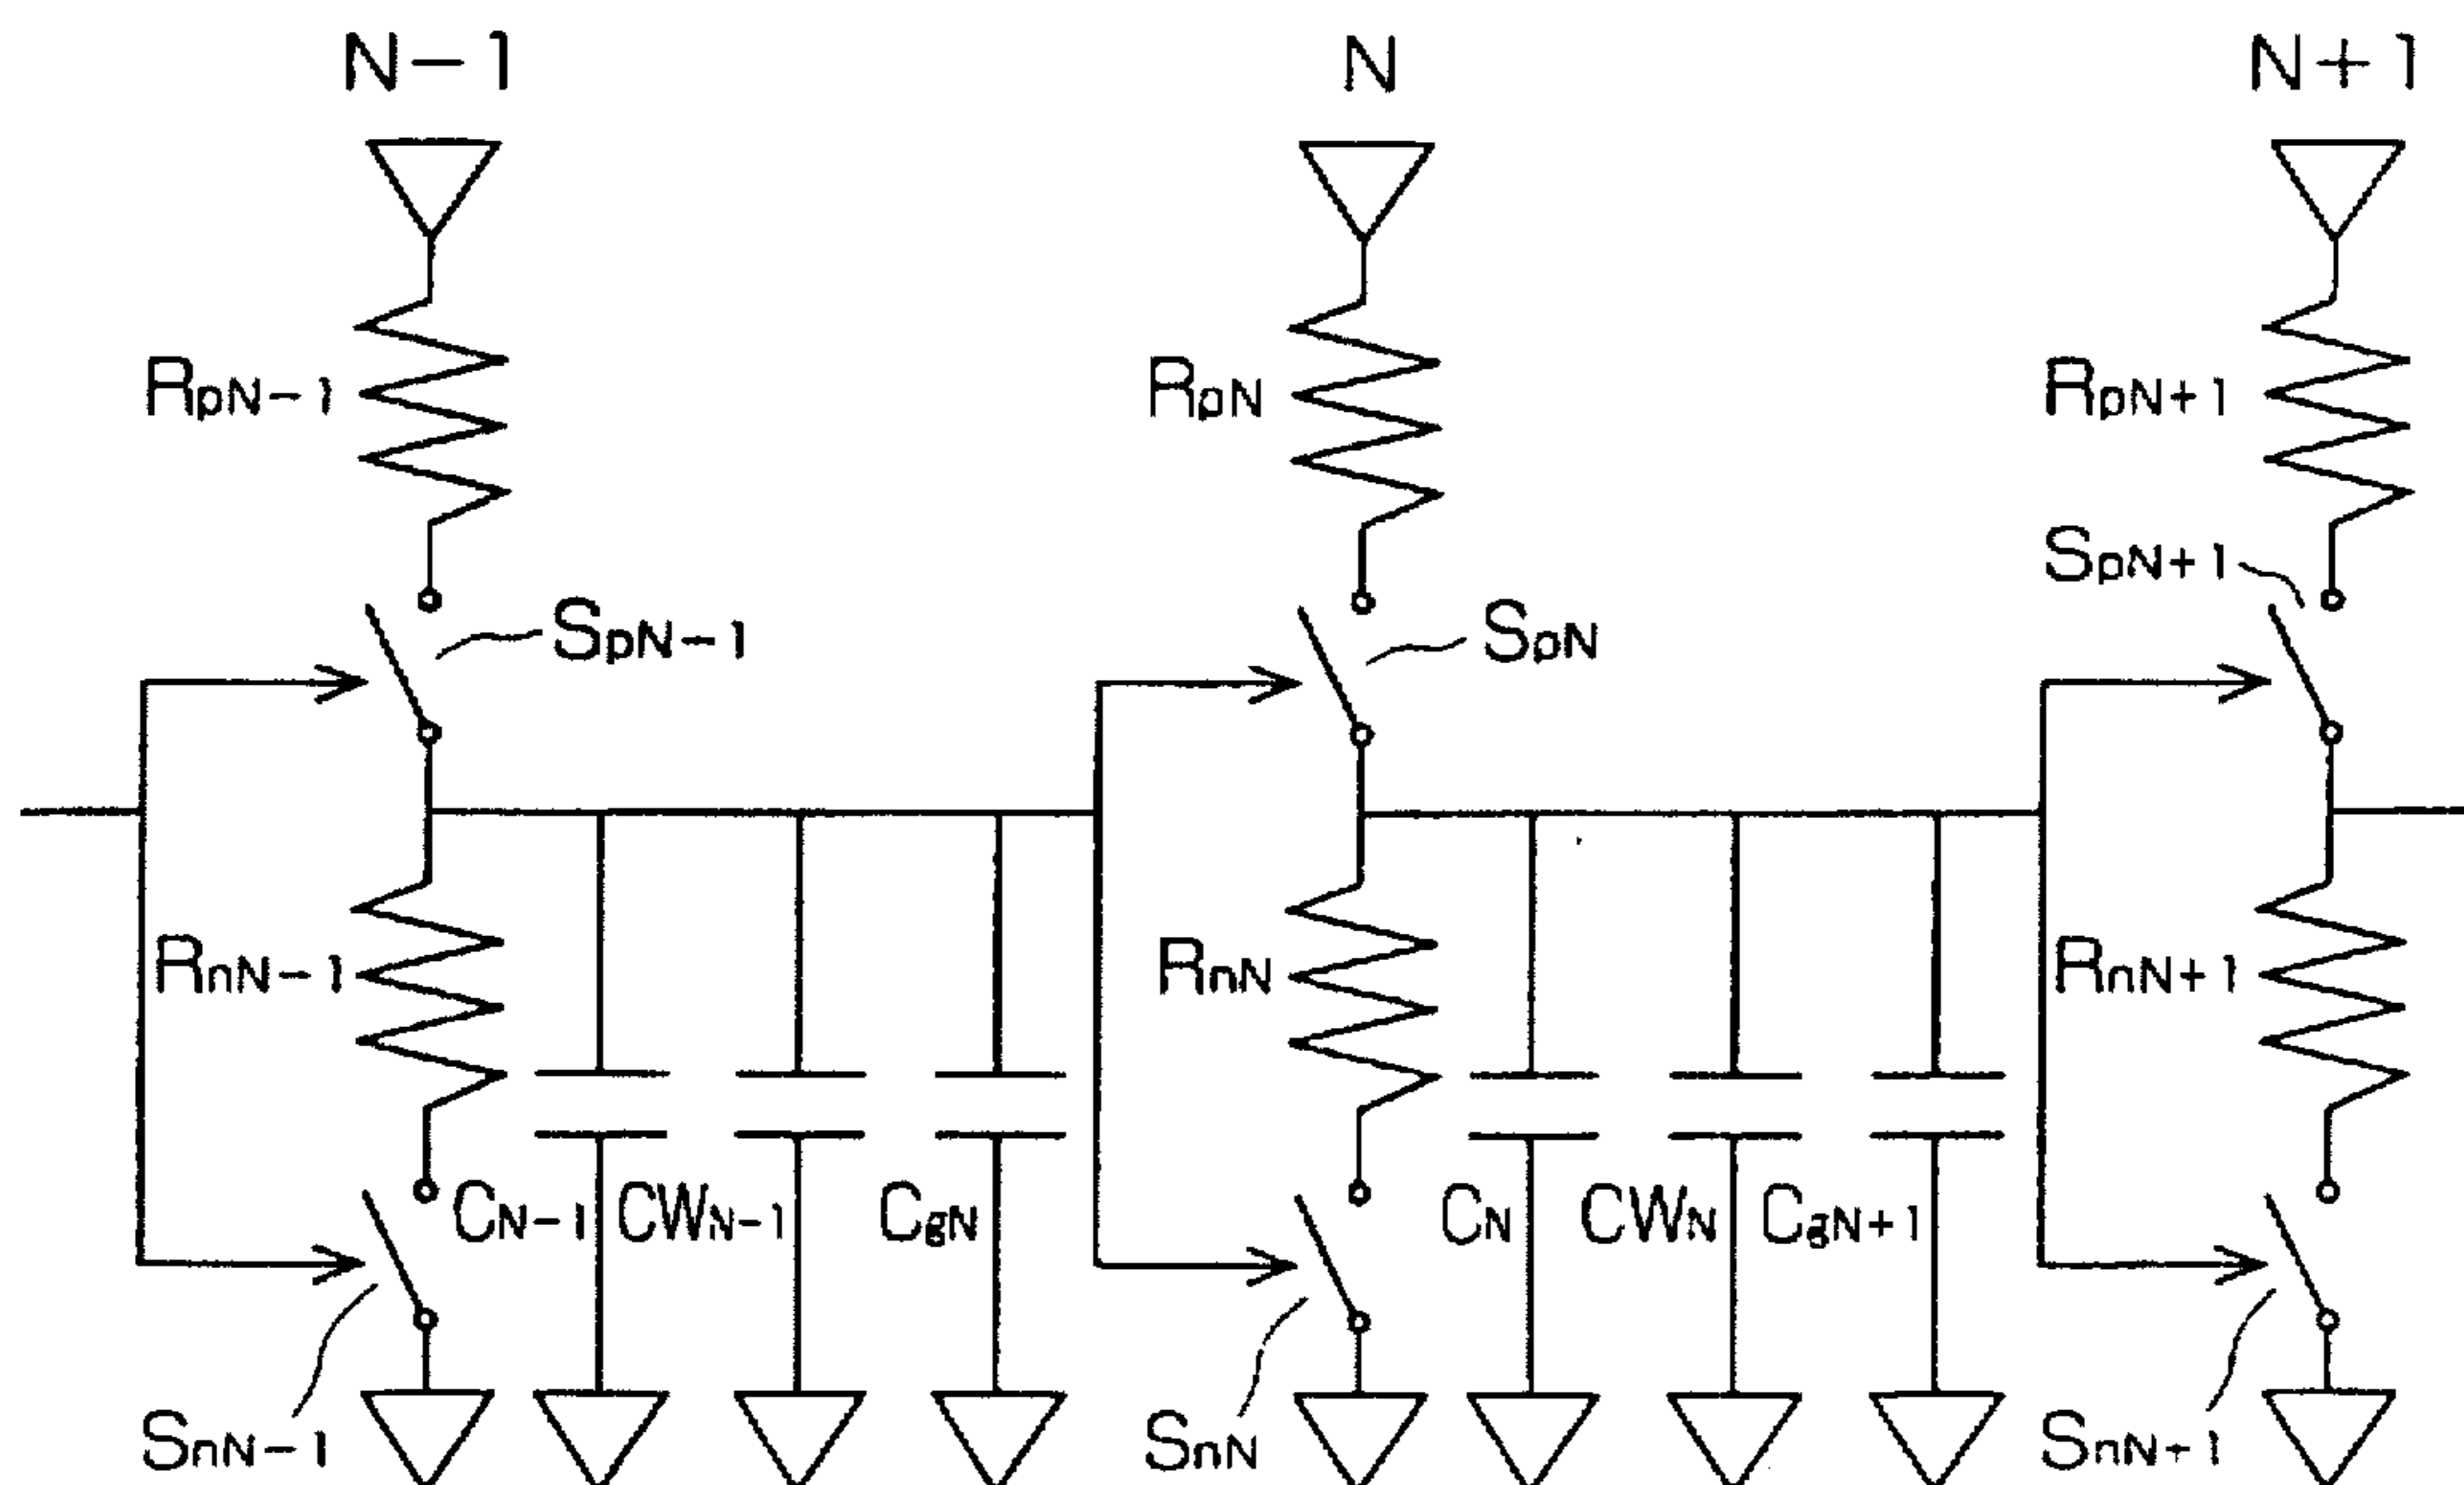 N-1 N N+1
RpN-1 RpN RpN+1
SpN+1
SpN-1 SpN
RnN-1 RnN RnN+1
CN-1 CWN-1 CgN CN CWN CgN+1
SnN-1 SnN SnN+1